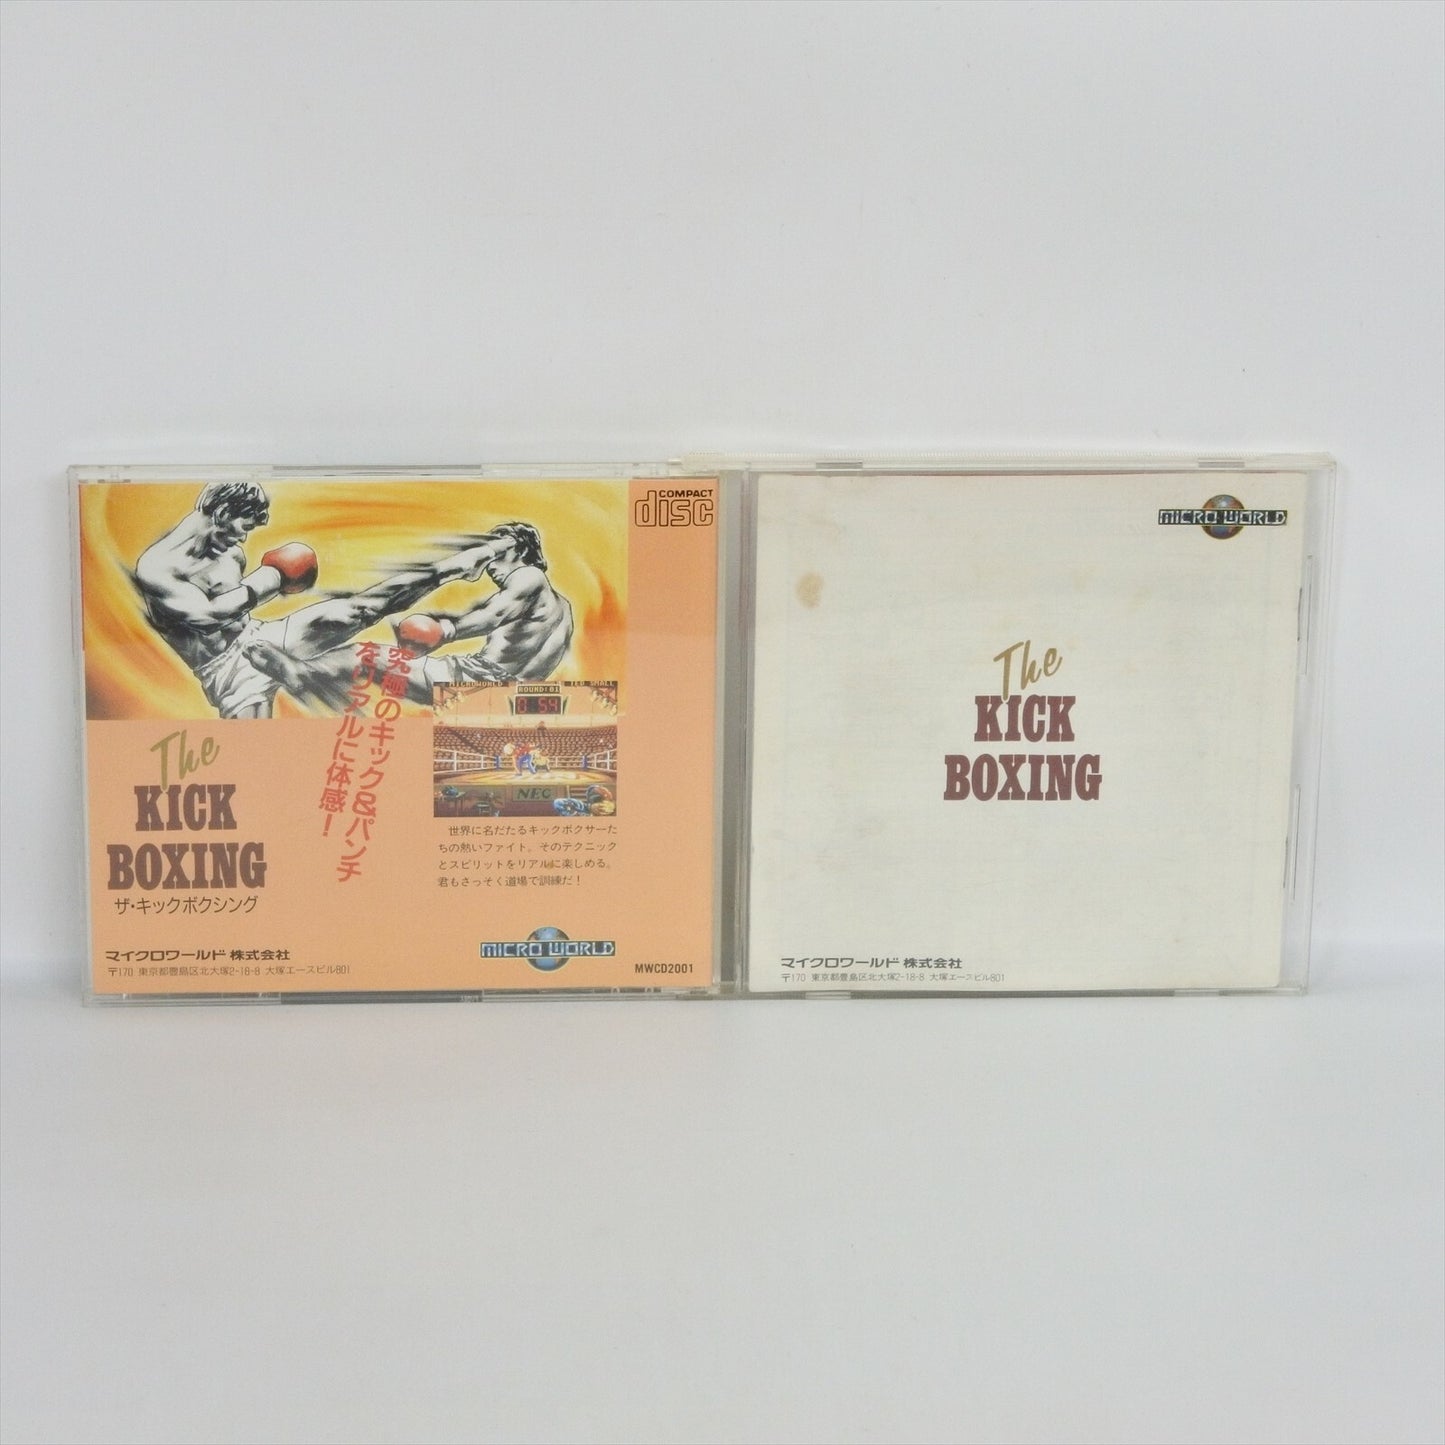 COMPACT
disc
究極のキック&パンチ
をリアルに体感!
MICROWORLD
TED SMALL
ROUND:01
0 54
NEC
世界に名だたるキックボクサーた
ちの熱いファイト。そのテクニック
とスピリットをリアルに楽しめる。
君もさっそく道場で訓練だ!
The
KICK
BOXING
ザ・キックボクシング
マイクロワールド 株式会社
〒170 東京都豊島区北大塚2-18-8 大塚エースビル801
MICRO WORLD
MWCD2001
MICRO WORLD
The
KICK
BOXING
マイクロワールド 株式会社
〒170 東京都豊島区北大塚2-18-8 大塚エースビル801